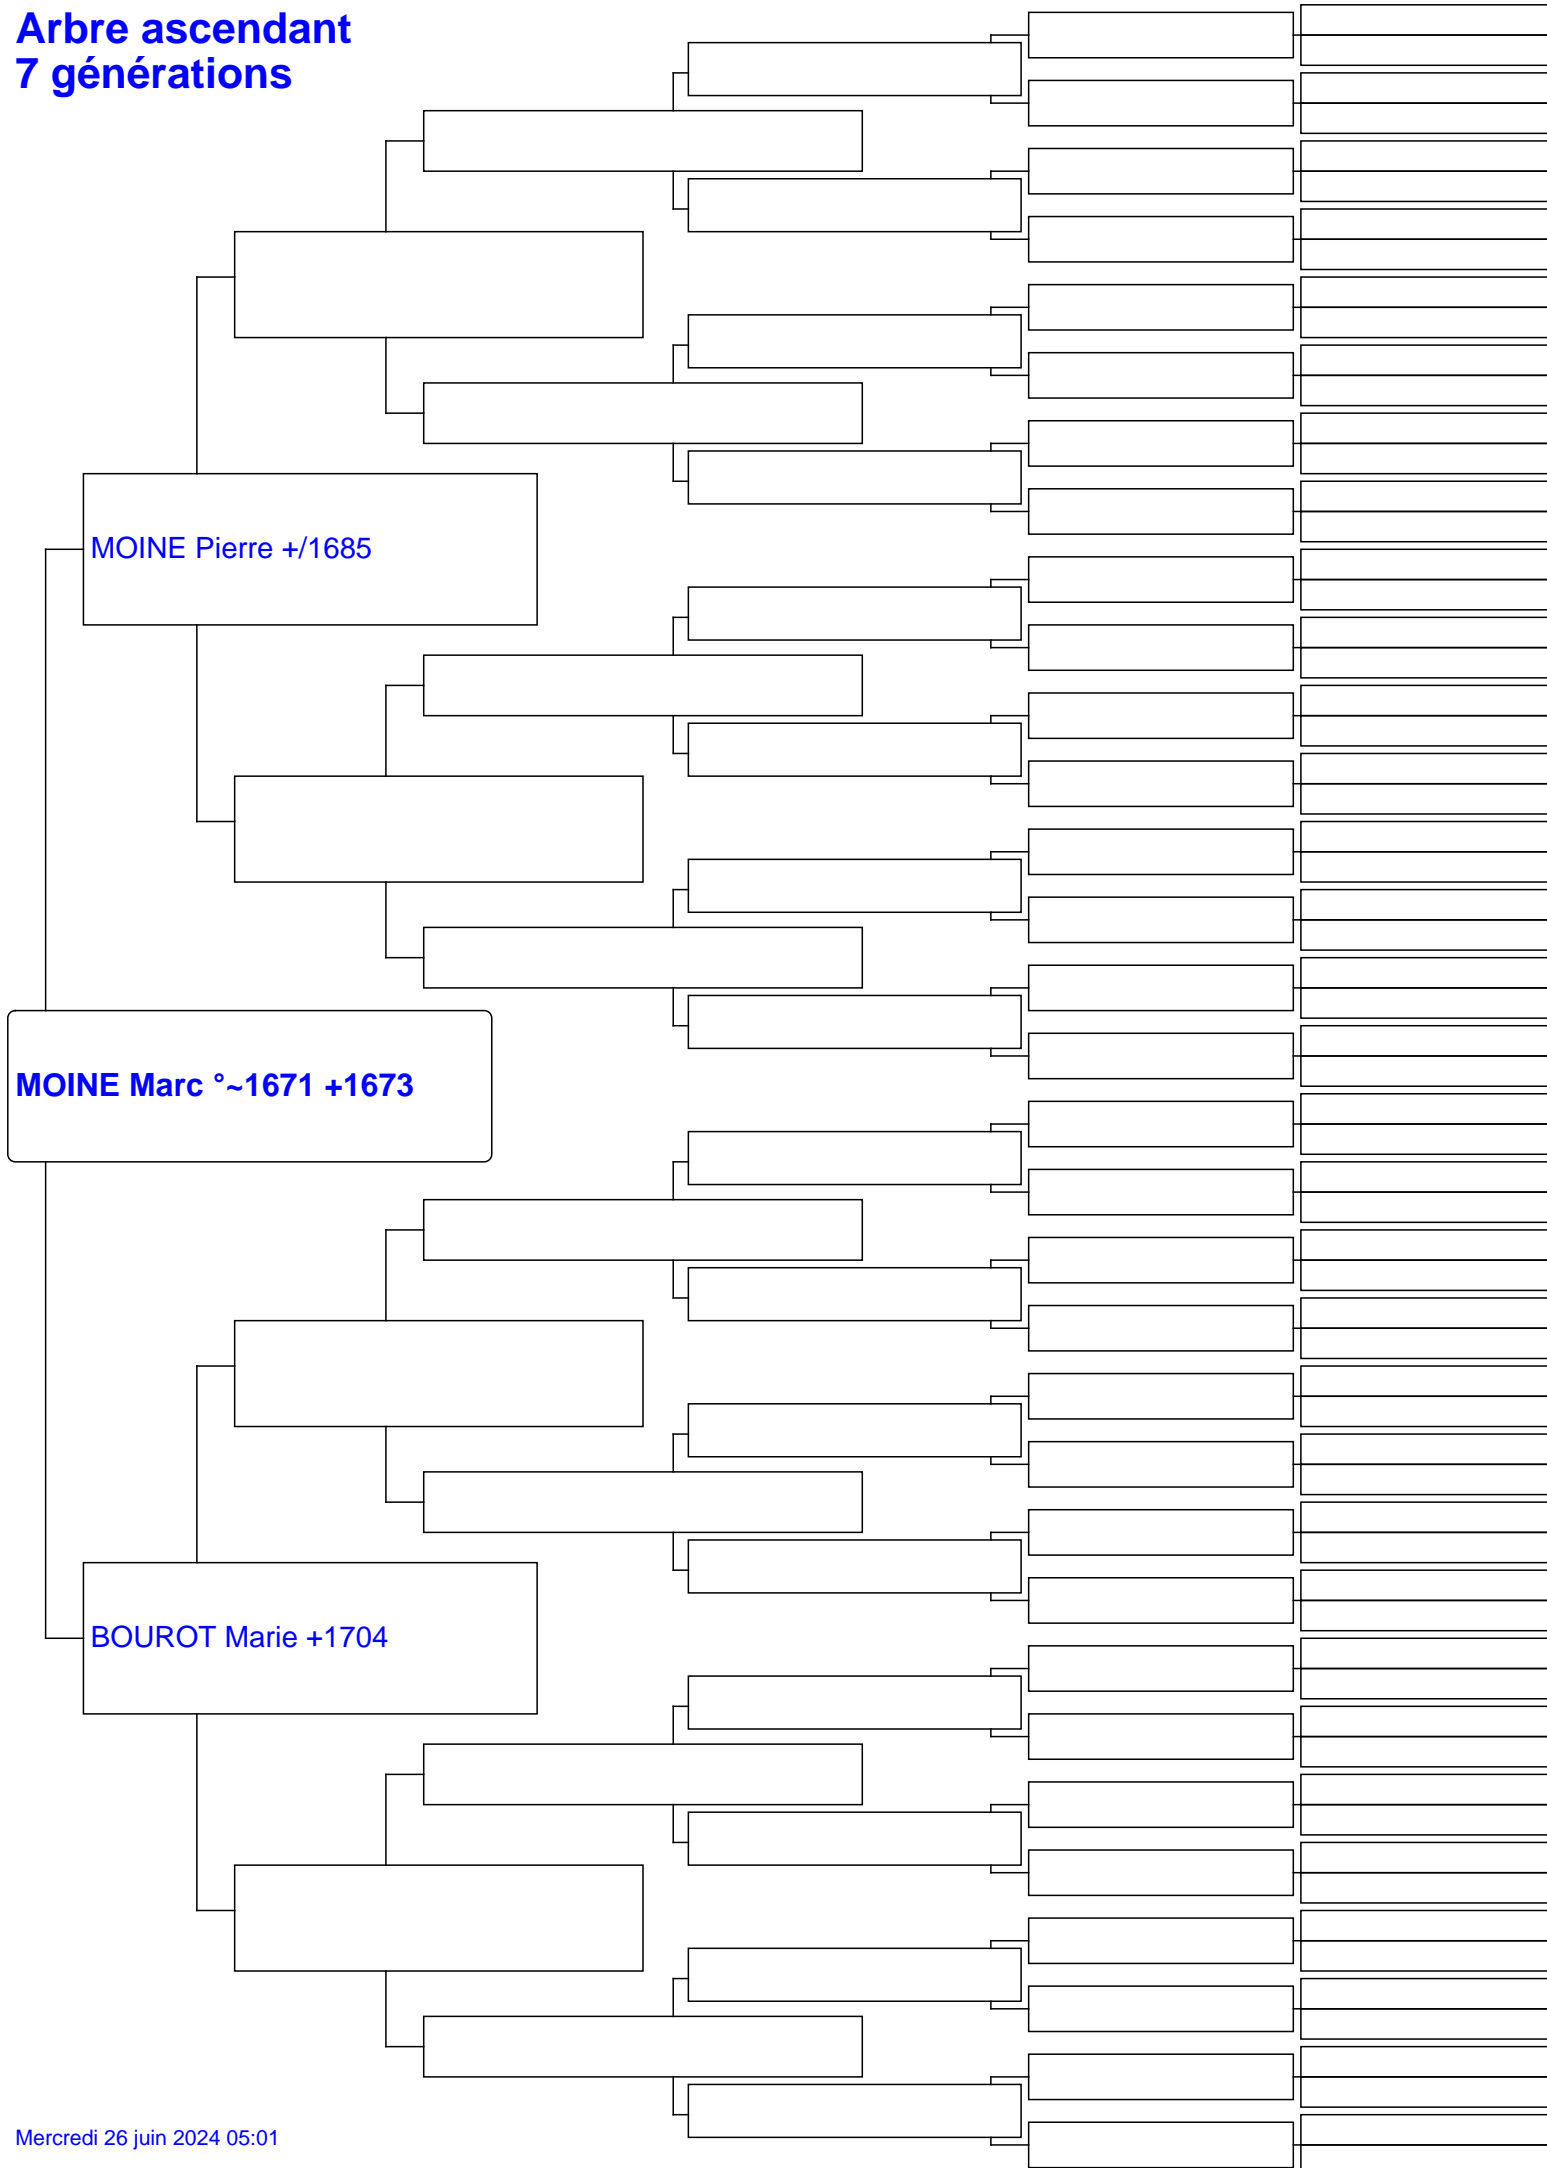 Arbre ascendant
7 générations
MOINE Pierre +/1685
MOINE Marc °~1671 +1673
BOUROT Marie +1704
Mercredi 26 juin 2024 05:01